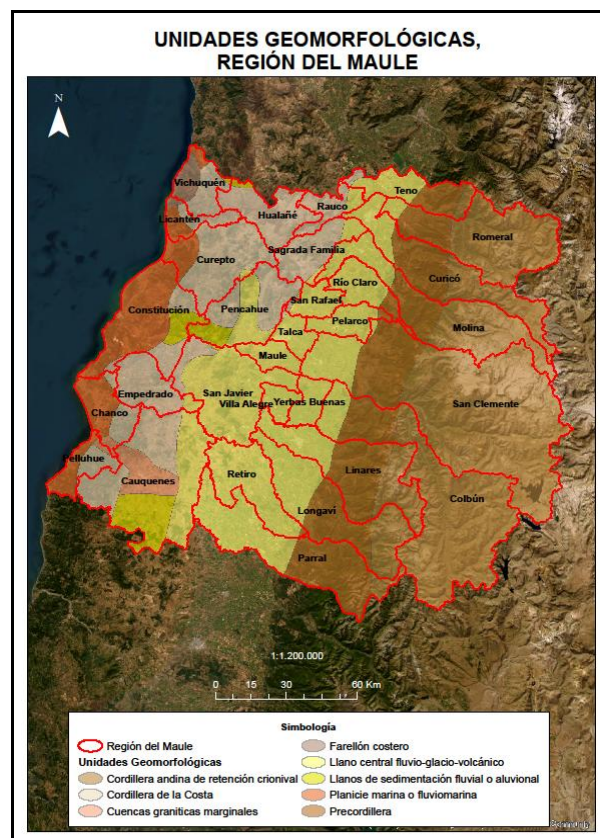 UNIDADES GEOMORFOLÓGICAS,
REGIÓN DEL MAULE
N
Vichuquén
Teno
Rauco
Licantén
Hualañé
Romeral
Sagrada Familia
Curepto
Curicó
Río Claro
Constitución
Pencahue
San Rafael
Pelarco
Molina
Talca
Maule
Empedrado
San Javier
Villa Alegre
Yerbas Buenas
San Clemente
Chanco
Pelluhue
Cauquenes
Retiro
Linares
Colbún
Longaví
Parral
1:1.200.000
0 15 30 60 Km
Simbología
Región del Maule
Unidades Geomorfológicas
Cordillera andina de retención crionival
Cordillera de la Costa
Cuencas graniticas marginales
Farellón costero
Llano central fluvio-glacio-volcánico
Llanos de sedimentación fluvial o aluvional
Planicie marina o fluviomarina
Precordillera